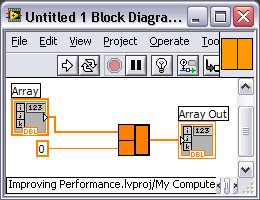 Untitled 1 Block Diagra...
File Edit View Project Operate Too
Array
123
DBL
0
Array Out
123
DBL
Improving Performance.lvproj/My Compute